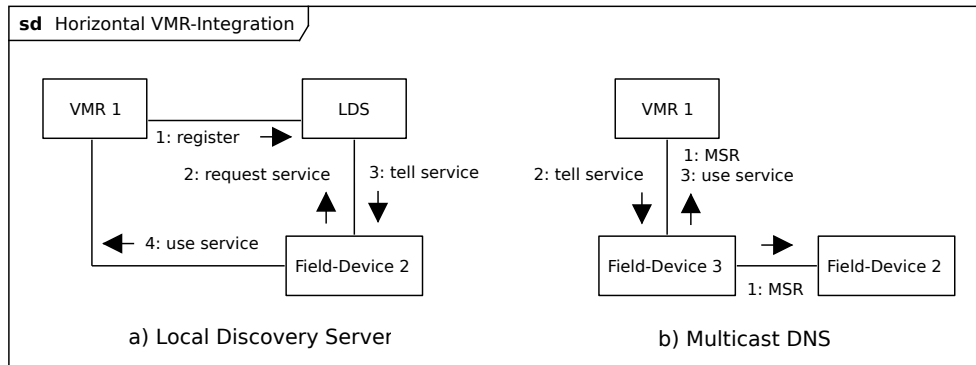 sd Horizontal VMR-Integration
VMR 1
LDS
1: register
2: request service
3: tell service
4: use service
Field-Device 2
a) Local Discovery Server
VMR 1
1: MSR
2: tell service
3: use service
Field-Device 3
Field-Device 2
1: MSR
b) Multicast DNS